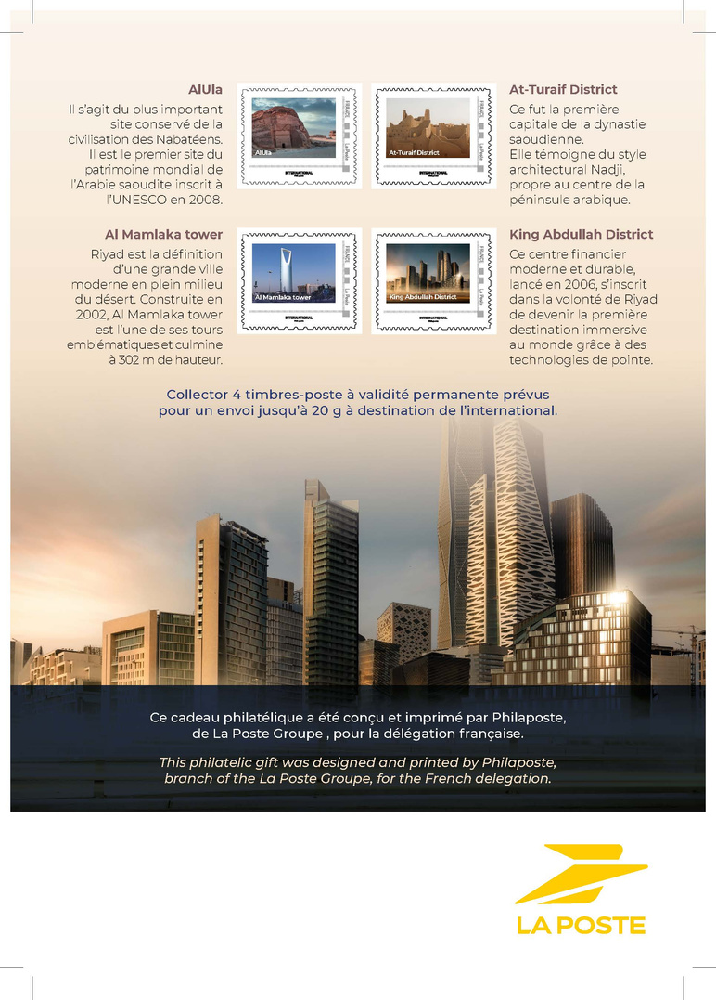 AlUla
Il s'agit du plus important
site conservé de la
civilisation des Nabatéens.
Il est le premier site du
patrimoine mondial de
l'Arabie saoudite inscrit à
l'UNESCO en 2008.
AlUla
FRANCE
La Poste
INTERNATIONAL
At-Turaif District
FRANCE
La Poste
INTERNATIONAL
At-Turaif District
Ce fut la première
capitale de la dynastie
saoudienne.
Elle témoigne du style
architectural Nadji,
propre au centre de la
péninsule arabique.
Al Mamlaka tower
Riyad est la définition
d'une grande ville
moderne en plein milieu
du désert. Construite en
2002, Al Mamlaka tower
est l'une de ses tours
emblématiques et culmine
à 302 m de hauteur.
Al Mamlaka tower
FRANCE
La Poste
INTERNATIONAL
King Abdullah District
FRANCE
La Poste
INTERNATIONAL
King Abdullah District
Ce centre financier
moderne et durable,
lancé en 2006, s'inscrit
dans la volonté de Riyad
de devenir la première
destination immersive
au monde grâce à des
technologies de pointe.
Collector 4 timbres-poste à validité permanente prévus
pour un envoi jusqu'à 20 g à destination de l'international.
Ce cadeau philatélique a été conçu et imprimé par Philaposte,
de La Poste Groupe , pour la délégation française.
This philatelic gift was designed and printed by Philaposte,
branch of the La Poste Groupe, for the French delegation.
LA POSTE